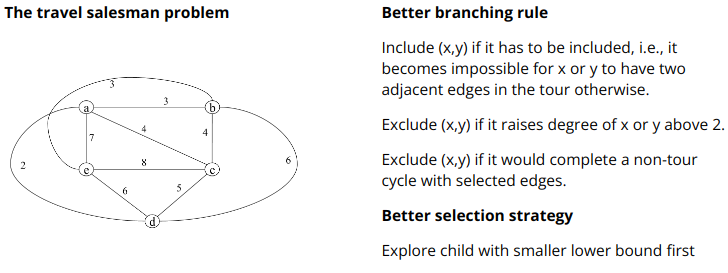 The travel salesman problem
3
a
3
b
7
4
4
2
8
6
e
c
6
5
d
Better branching rule
Include (x,y) if it has to be included, i.e., it
becomes impossible for x or y to have two
adjacent edges in the tour otherwise.
Exclude (x,y) if it raises degree of x or y above 2.
Exclude (x,y) if it would complete a non-tour
cycle with selected edges.
Better selection strategy
Explore child with smaller lower bound first